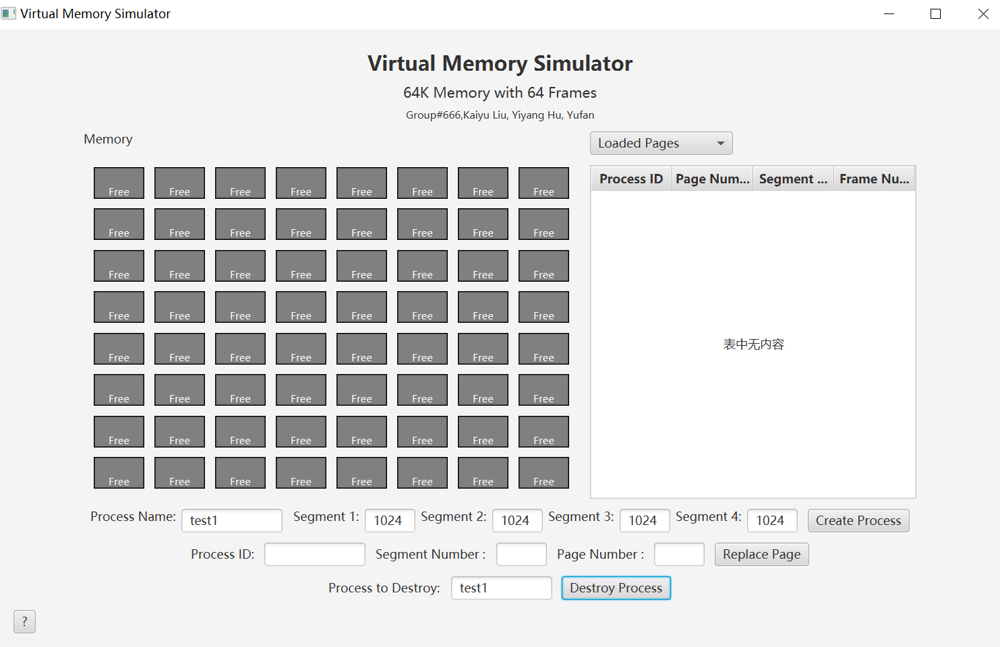 Virtual Memory Simulator
Virtual Memory Simulator
64K Memory with 64 Frames
Group#666,Kaiyu Liu, Yiyang Hu, Yufan
Memory
Loaded Pages
Free Free Free Free Free Free Free Free
Free Free Free Free Free Free Free Free
Free Free Free Free Free Free Free Free
Free Free Free Free Free Free Free Free
Free Free Free Free Free Free Free Free
Free Free Free Free Free Free Free Free
Free Free Free Free Free Free Free Free
Free Free Free Free Free Free Free Free
Process ID Page Num... Segment ... Frame Nu...
表中无内容
Process Name: test1 Segment 1: 1024 Segment 2: 1024 Segment 3: 1024 Segment 4: 1024 Create Process
Process ID: Segment Number : Page Number : Replace Page
Process to Destroy: test1 Destroy Process
?